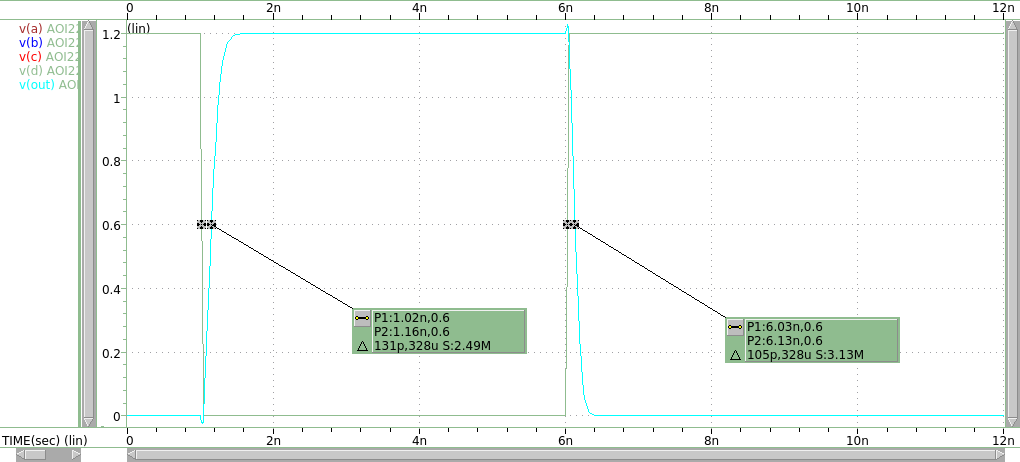 0 2n 4n 6n 8n 10n 12n
(lin)
v(a) AOI22
v(b) AOI22
v(c) AOI22
v(d) AOI22
v(out) AO
1.2
1
0.8
0.6
0.4
0.2
0
P1:1.02n,0.6
P2:1.16n,0.6
131p,328u S:2.49M
P1:6.03n,0.6
P2:6.13n,0.6
105p,328u S:3.13M
TIME(sec) (lin) 0 2n 4n 6n 8n 10n 12n